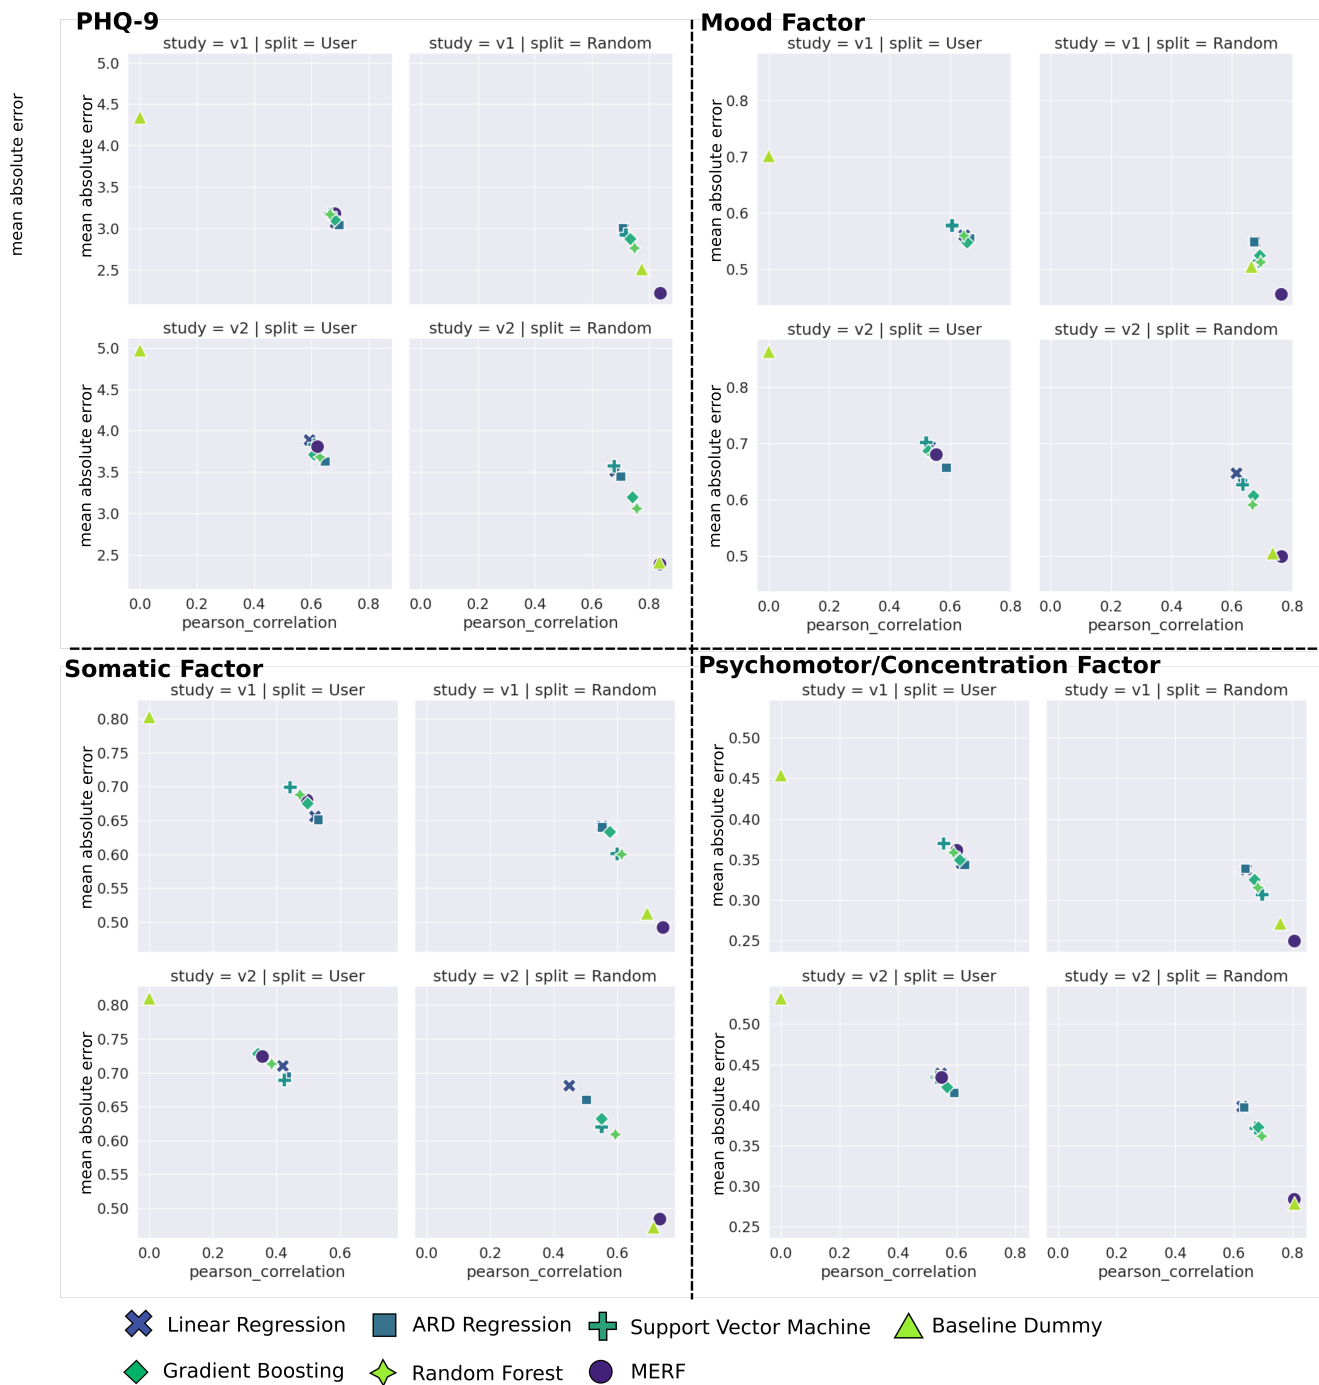 PHQ-9
Mood Factor
study = v1 | split = User
study = v1 | split = Random
study = v1 | split = User
study = v1 | split = Random
mean absolute error
mean absolute error
5.0
4.5
4.0
3.5
3.0
2.5
mean absolute error
0.8
0.7
0.6
0.5
study = v2 | split = User
study = v2 | split = Random
study = v2 | split = User
study = v2 | split = Random
mean absolute error
5.0
4.5
4.0
3.5
3.0
2.5
mean absolute error
0.8
0.7
0.6
0.5
0.0 0.2 0.4 0.6 0.8
0.0 0.2 0.4 0.6 0.8
0.0 0.2 0.4 0.6 0.8
0.0 0.2 0.4 0.6 0.8
pearson_correlation
pearson_correlation
pearson_correlation
pearson_correlation
Somatic Factor
Psychomotor/Concentration Factor
study = v1 | split = User
study = v1 | split = Random
study = v1 | split = User
study = v1 | split = Random
mean absolute error
0.80
0.75
0.70
0.65
0.60
0.55
0.50
mean absolute error
0.50
0.45
0.40
0.35
0.30
0.25
study = v2 | split = User
study = v2 | split = Random
study = v2 | split = User
study = v2 | split = Random
mean absolute error
0.80
0.75
0.70
0.65
0.60
0.55
0.50
mean absolute error
0.50
0.45
0.40
0.35
0.30
0.25
0.0 0.2 0.4 0.6
0.0 0.2 0.4 0.6
0.0 0.2 0.4 0.6 0.8
0.0 0.2 0.4 0.6 0.8
pearson_correlation
pearson_correlation
pearson_correlation
pearson_correlation
Linear Regression
ARD Regression
Support Vector Machine
Baseline Dummy
Gradient Boosting
Random Forest
MERF